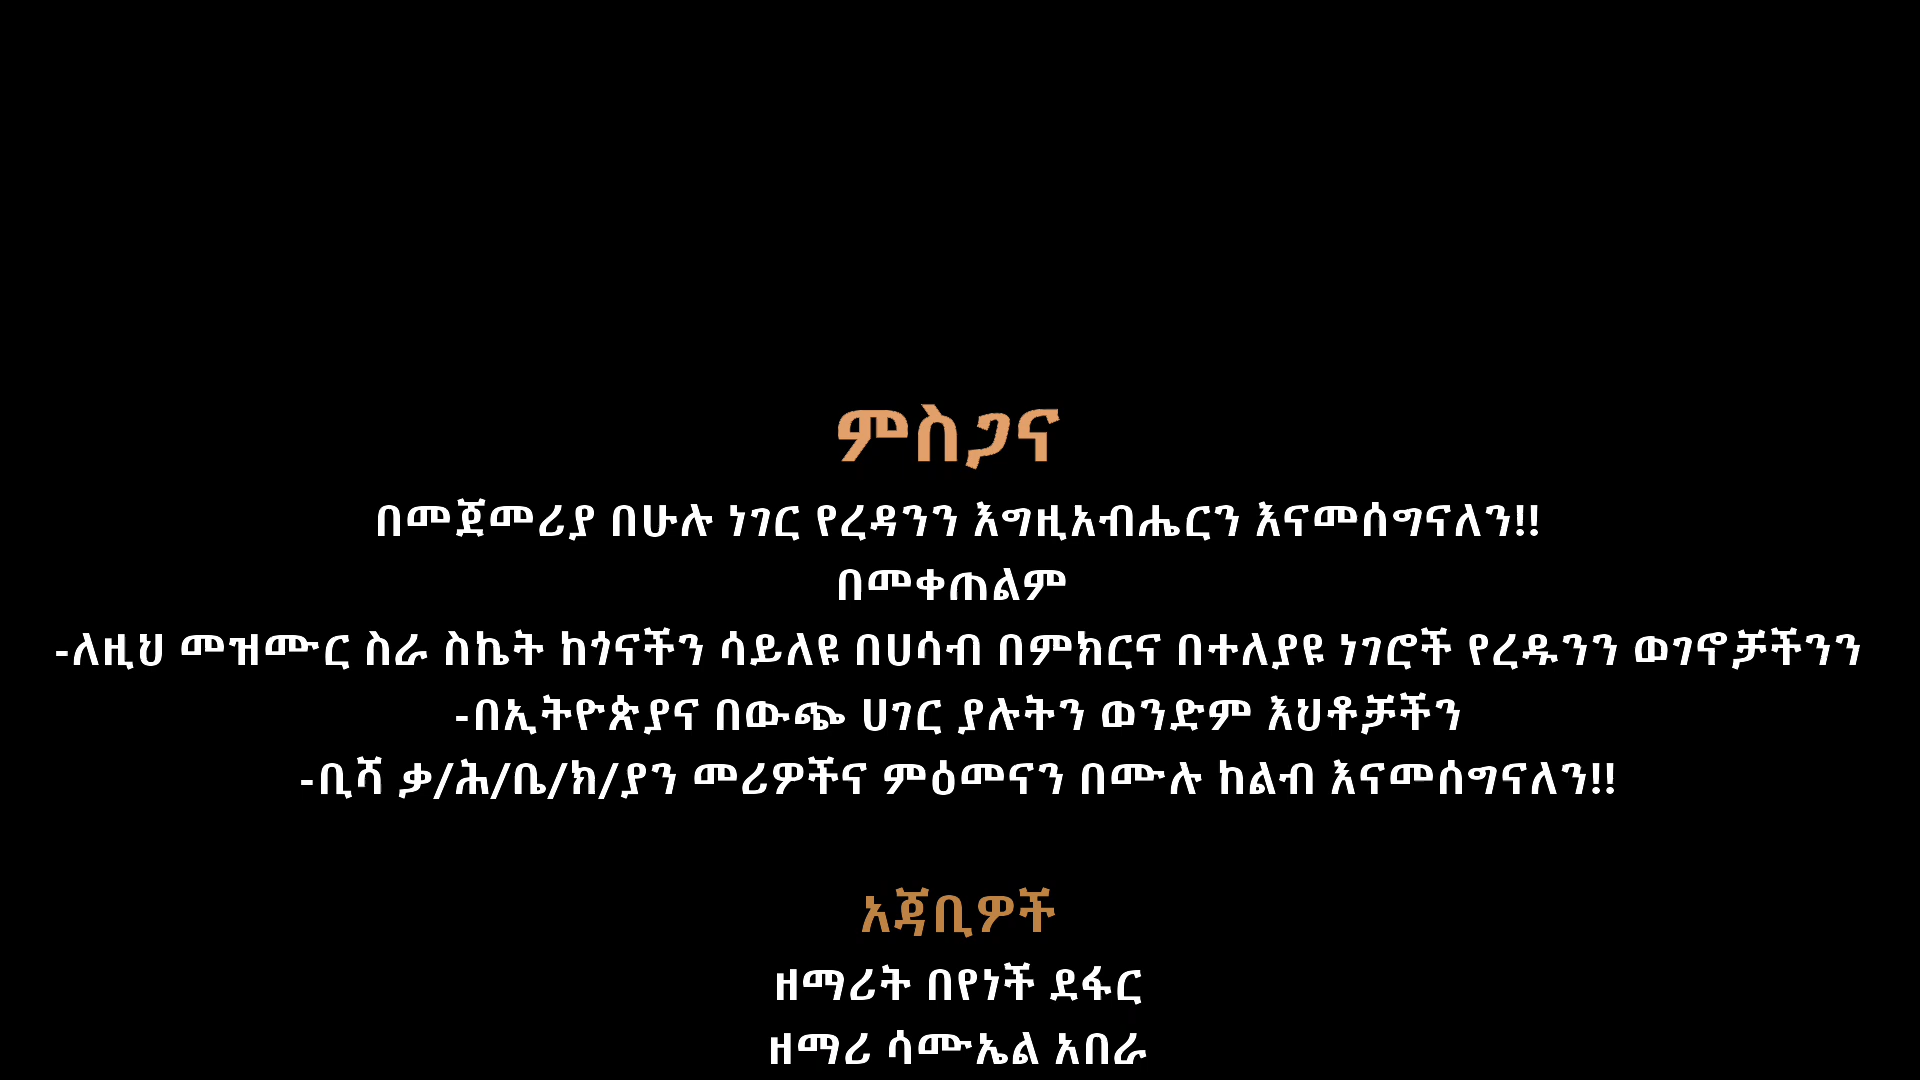 ምስጋና
በመጀመሪያ በሁሉ ነገር የረዳንን እግዚአብሔርን እናመሰግናለን!!
በመቀጠልም
-ለዚህ መዝሙር ስራ ስኬት ከጎናችን ሳይለዩ በሀሳብ በምክርና በተለያዩ ነገሮች የረዱንን ወገኖቻችንን
-በኢትዮጵያና በውጭ ሀገር ያሉትን ወንድም እህቶቻችን
-ቢሻ ቃ/ሕ/ቤ/ክ/ያን መሪዎችና ምዕመናን በሙሉ ከልብ እናመሰግናለን!!
አጃቢዎች
ዘማሪት በየነች ደፋር
ዘማሪ ሳሙኤል አበራ